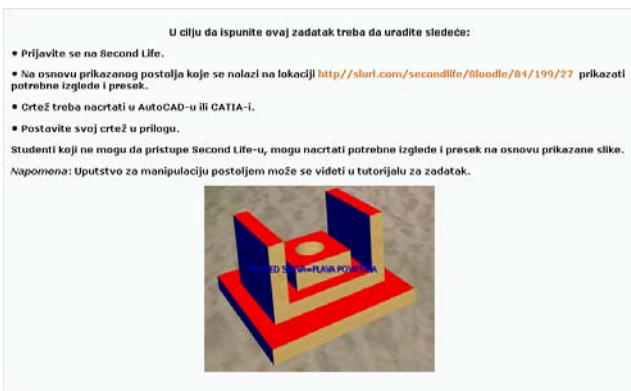 U cilju da ispunite ovaj zadatak treba da uradite sledeće:
• Prijavite se na Second Life.
• Na osnovu prikazanog postolja koje se nalazi na lokaciji http//slurl.com/secondlife/Sloodle/84/199/27 prikazati
potrebne izglede i presek.
• Crtež treba nacrtati u AutoCAD-u ili CATIA-i.
• Postavite svoj crtež u prilogu.
Studenti koji ne mogu da pristupe Second Life-u, mogu nacrtati potrebne izglede i presek na osnovu prikazane slike.
Napomena: Uputstvo za manipulaciju postoljem može se videti u tutorijalu za zadatak.
=PLAVA